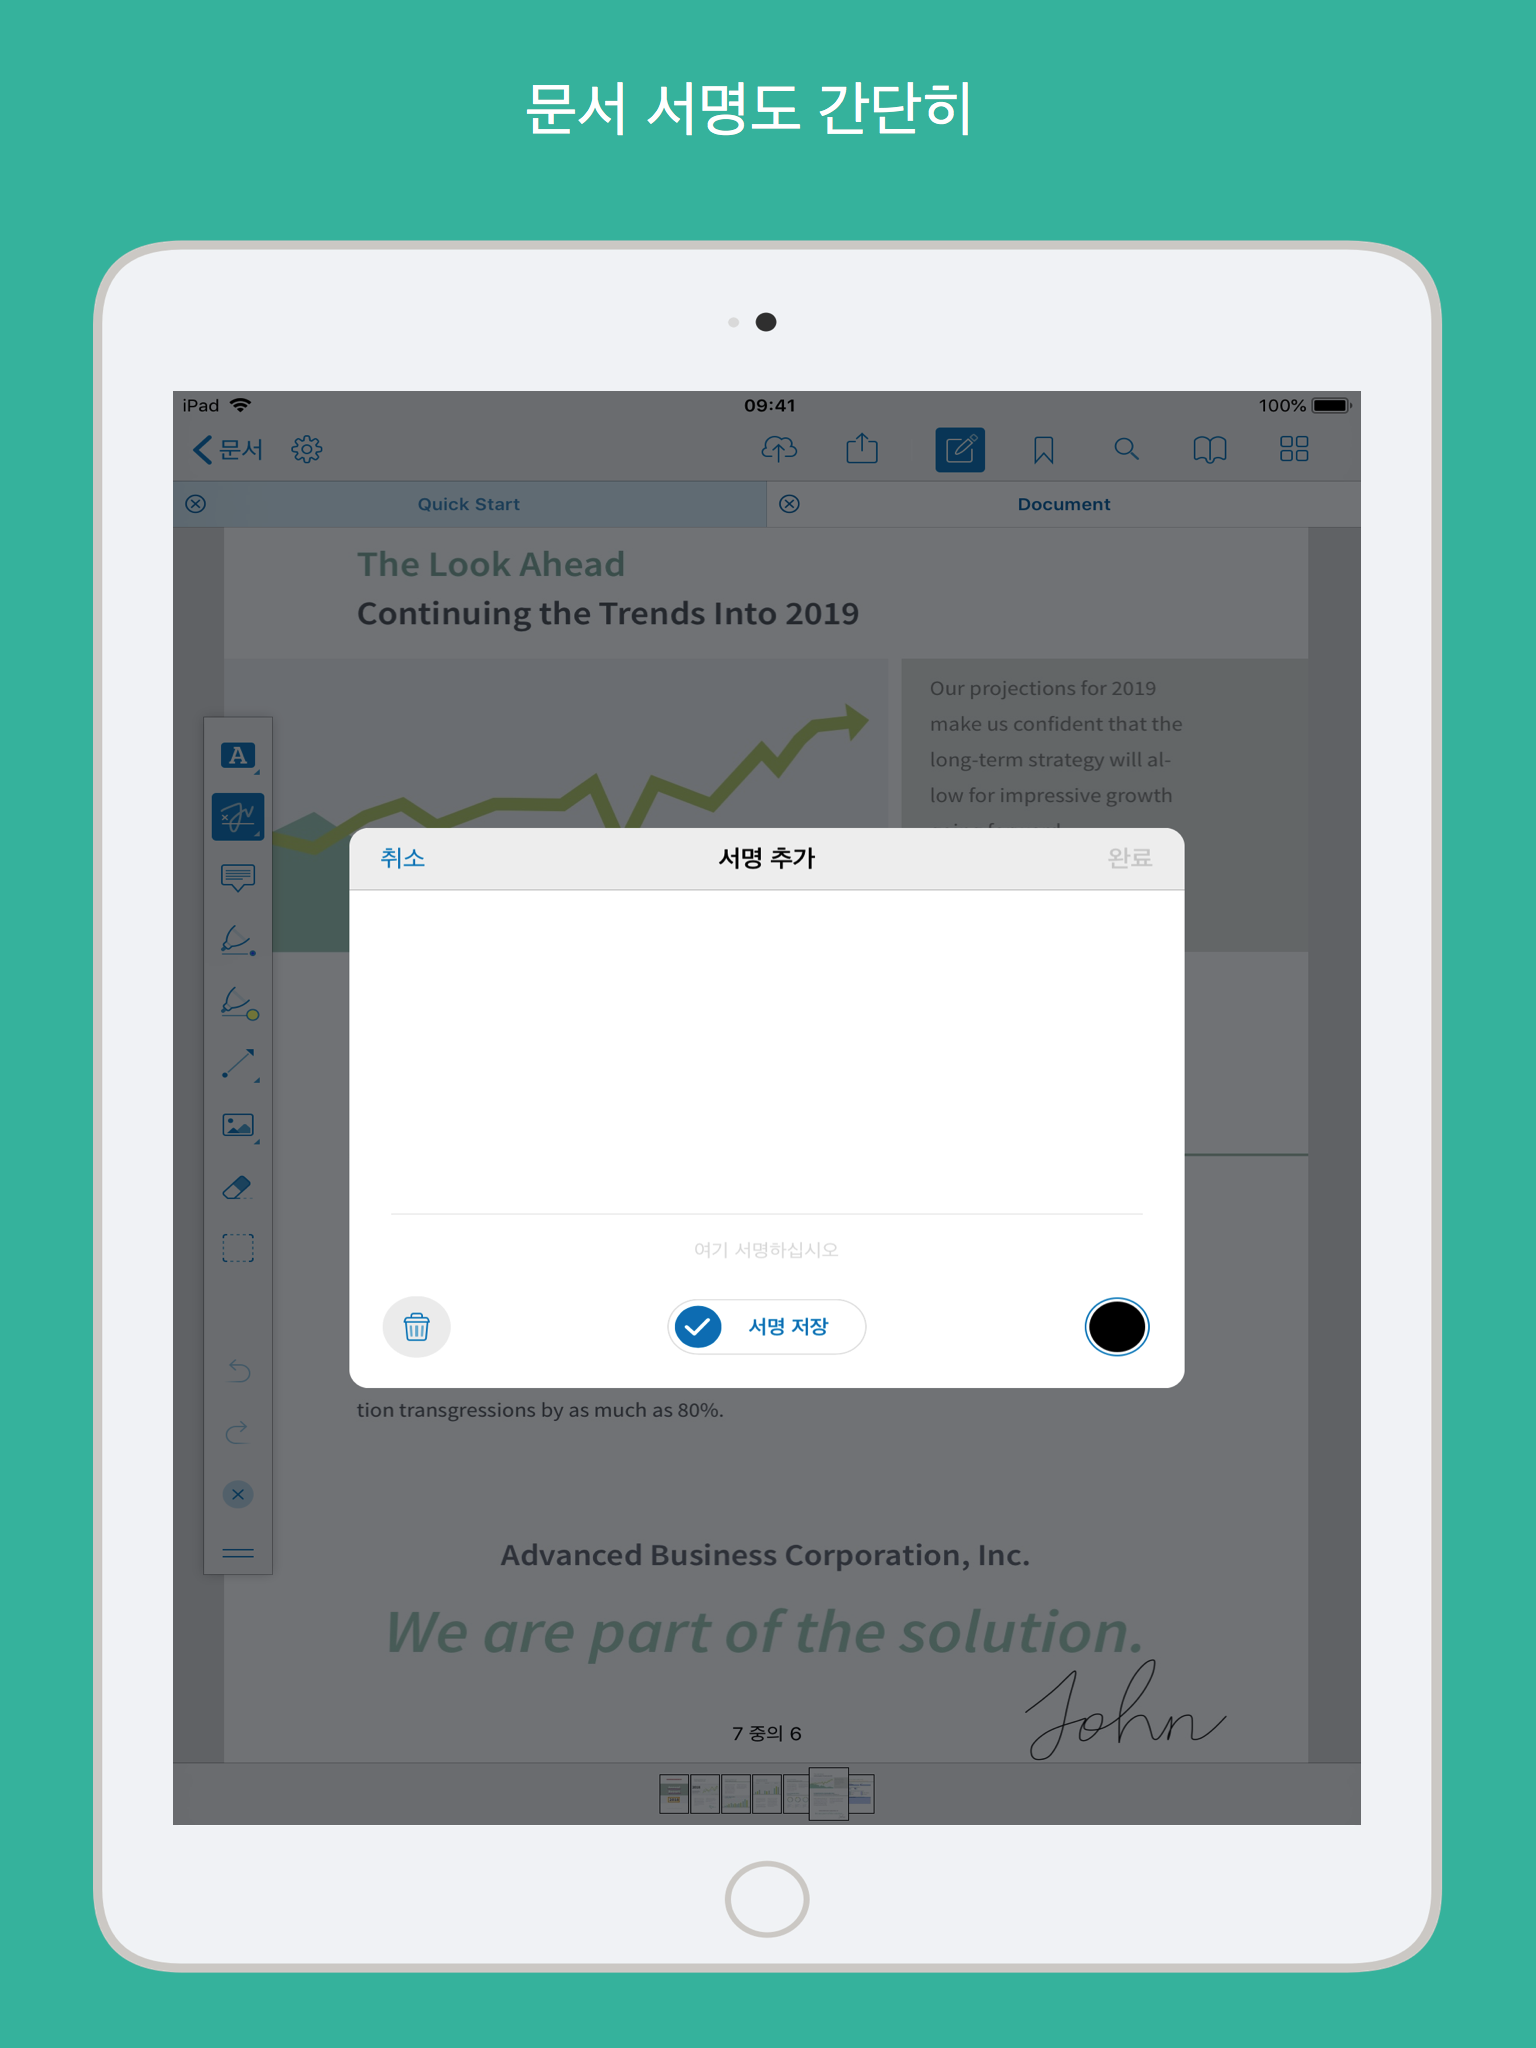 문서 서명도 간단히
iPad 09:41 100%
문서
Quick Start Document
The Look Ahead
Continuing the Trends Into 2019
Our projections for 2019
make us confident that the
long-term strategy will al-
low for impressive growth
A
취소 서명 추가 완료
여기 서명하십시오
서명 저장
tion transgressions by as much as 80%.
Advanced Business Corporation, Inc.
We are part of the solution.
John
7 중의 6